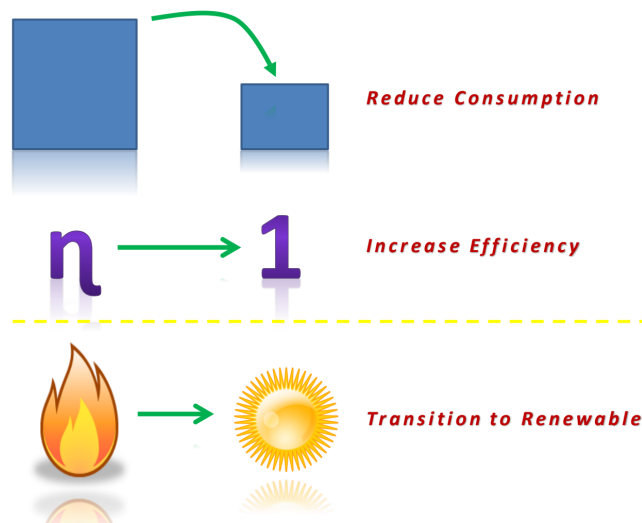 Reduce Consumption
η 1 Increase Efficiency
Transition to Renewable